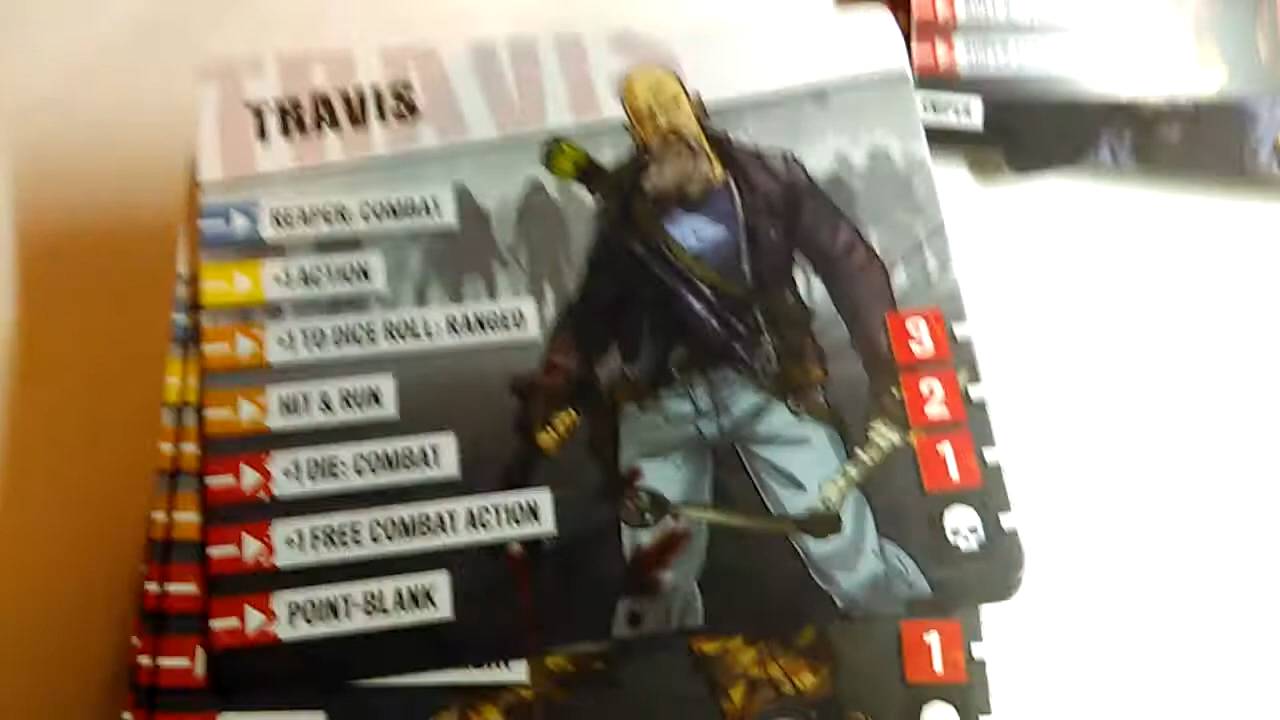 TRAVIS
TRAVIS
REAPER: COMBAT
+1 ACTION
+1 TO DICE ROLL: RANGED
HIT & RUN
+1 DIE: COMBAT
+1 FREE COMBAT ACTION
POINT-BLANK
3
2
1
1